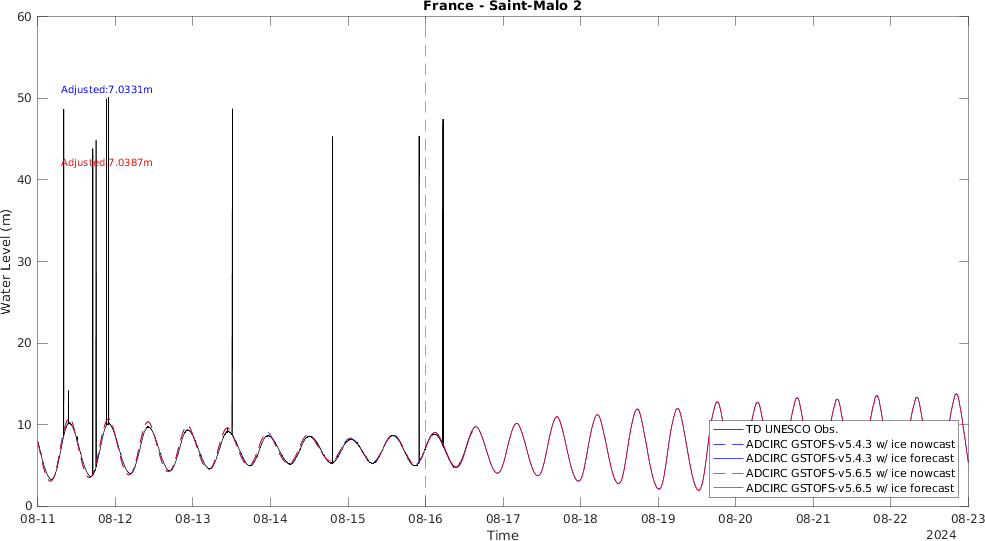 France - Saint-Malo 2
60
50
40
30
20
10
0
Water Level (m)
Adjusted:7.0331m
Adjusted:7.0387m
TD UNESCO Obs.
ADCIRC GSTOFS-v5.4.3 w/ ice nowcast
ADCIRC GSTOFS-v5.4.3 w/ ice forecast
ADCIRC GSTOFS-v5.6.5 w/ ice nowcast
ADCIRC GSTOFS-v5.6.5 w/ ice forecast
08-11 08-12 08-13 08-14 08-15 08-16 08-17 08-18 08-19 08-20 08-21 08-22 08-23
Time
2024